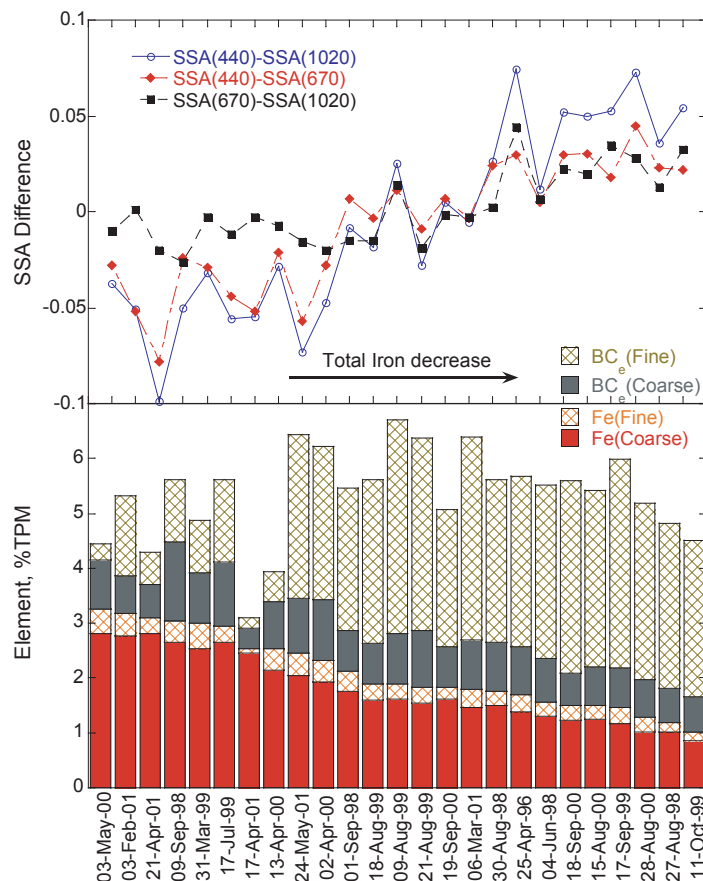 0.1
SSA(440)-SSA(1020)
SSA(440)-SSA(670)
SSA(670)-SSA(1020)
0.05
0
-0.05
-0.1
SSA Difference
Total Iron decrease
BCe(Fine)
BCe(Coarse)
Fe(Fine)
Fe(Coarse)
6
5
4
3
2
1
0
Element, %TPM
03-May-00
03-Feb-01
21-Apr-01
09-Sep-98
31-Mar-99
17-Jul-99
17-Apr-01
13-Apr-00
24-May-01
02-Apr-00
01-Sep-98
18-Aug-99
09-Aug-99
21-Aug-99
19-Sep-00
06-Mar-01
30-Aug-98
25-Apr-96
04-Jun-98
18-Sep-00
15-Aug-00
17-Sep-99
28-Aug-00
27-Aug-98
11-Oct-99